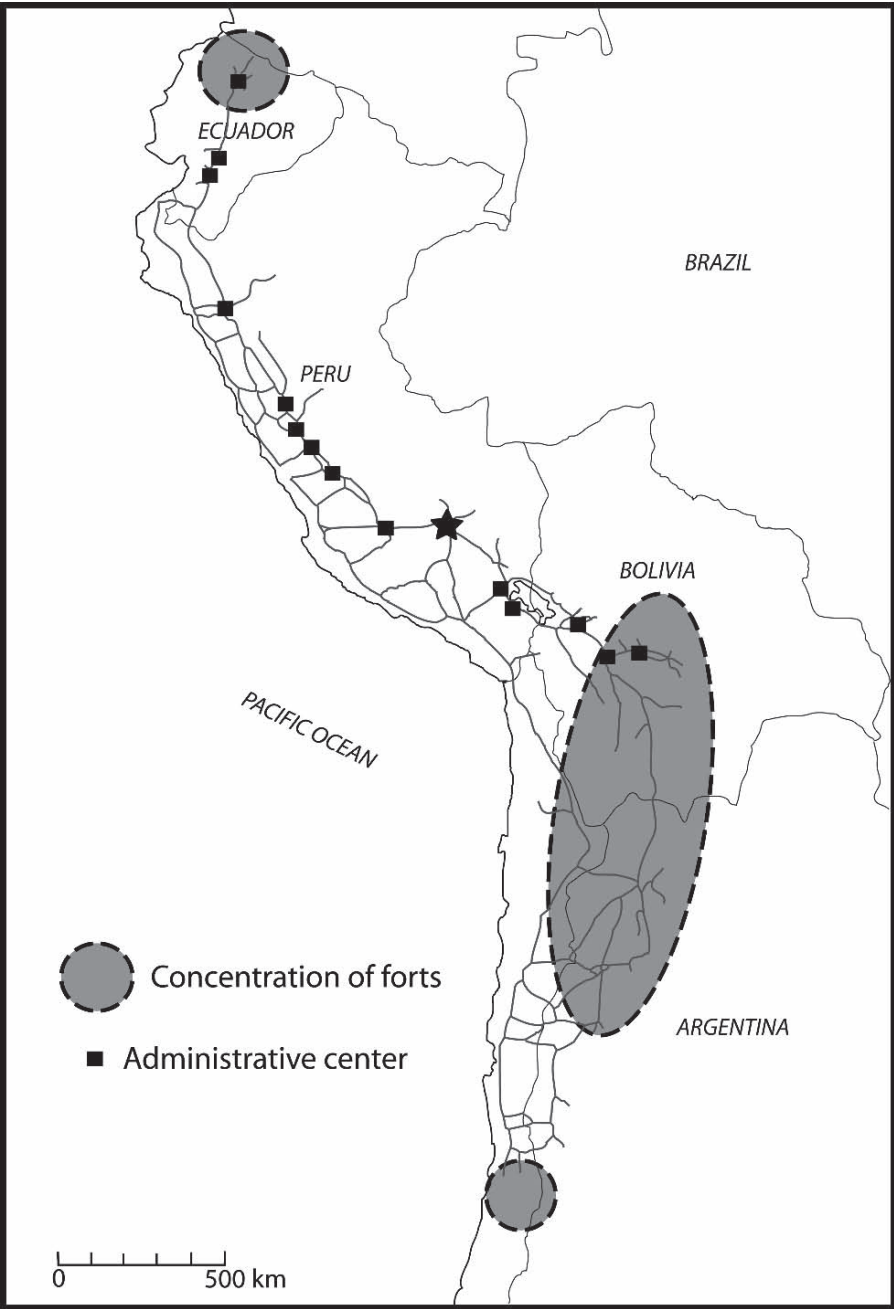 ECUADOR
BRAZIL
PERU
BOLIVIA
PACIFIC OCEAN
Concentration of forts
ARGENTINA
Administrative center
0 500 km